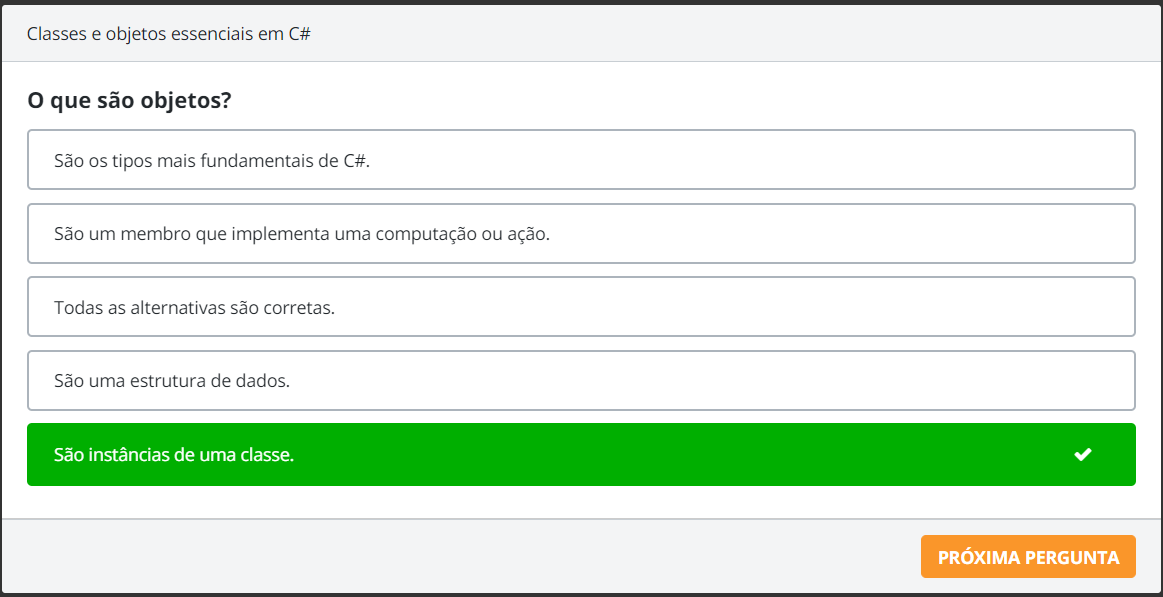 Classes e objetos essenciais em C#
O que são objetos?
São os tipos mais fundamentais de C#.
São um membro que implementa uma computação ou ação.
Todas as alternativas são corretas.
São uma estrutura de dados.
São instâncias de uma classe.
PRÓXIMA PERGUNTA